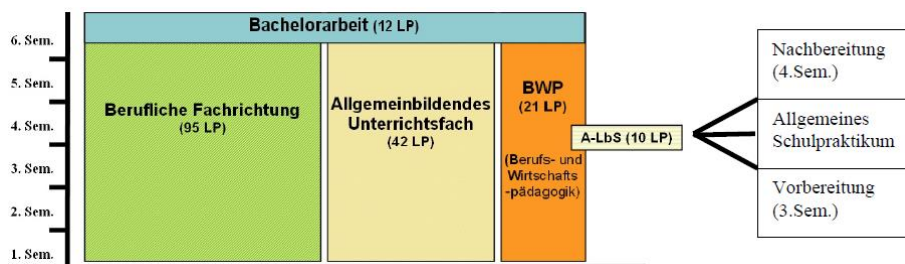 Bachelorarbeit (12 LP)
6. Sem.
5. Sem.
4. Sem.
3. Sem.
2. Sem.
1. Sem.
Berufliche Fachrichtung
(95 LP)
Allgemeinbildendes
Unterrichtsfach
(42 LP)
BWP
(21 LP)
(Berufs- und
Wirtschafts
-pädagogik)
A-LbS (10 LP)
Nachbereitung
(4.Sem.)
Allgemeines
Schulpraktikum
Vorbereitung
(3.Sem.)